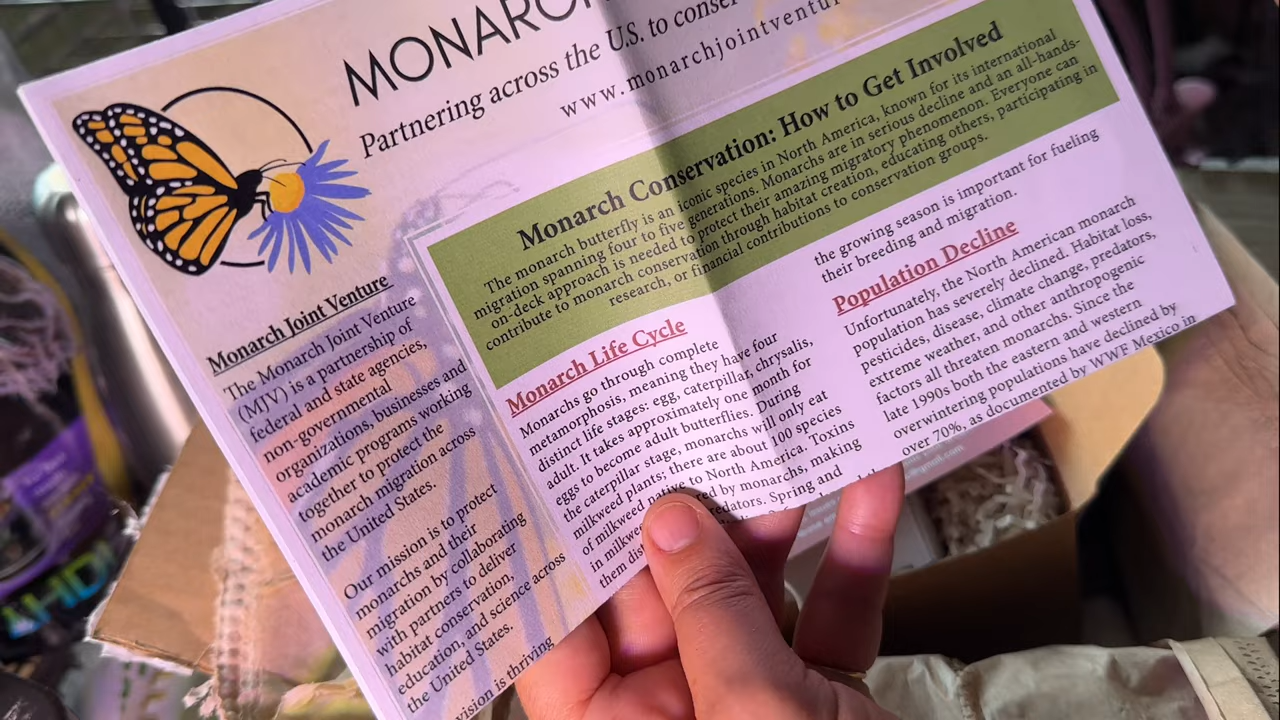 MONARCH
Partnering across the U.S. to conser
www.monarchjointventur
Monarch Conservation: How to Get Involved
The monarch butterfly is an iconic species in North America, known for its international
migration spanning four to five generations. Monarchs are in serious decline and an all-hands-
on-deck approach is needed to protect their amazing migratory phenomenon. Everyone can
contribute to monarch conservation through habitat creation, educating others, participating in
research, or financial contributions to conservation groups.
Monarch Joint Venture
The Monarch Joint Venture
(MJV) is a partnership of
federal and state agencies,
non-governmental
organizations, businesses and
academic programs working
together to protect the
monarch migration across
the United States.
Our mission is to protect
monarchs and their
migration by collaborating
with partners to deliver
habitat conservation,
education, and science across
the United States.
vision is thriving
Monarch Life Cycle
Monarchs go through complete
metamorphosis, meaning they have four
distinct life stages: egg, caterpillar, chrysalis,
adult. It takes approximately one month for
eggs to become adult butterflies. During
the caterpillar stage, monarchs will only eat
milkweed plants; there are about 100 species
of milkweed native to North America. Toxins
in milkwe red by monarchs, making
them dis redators. Spring and
the growing season is important for fueling
their breeding and migration.
Population Decline
Unfortunately, the North American monarch
population has severely declined. Habitat loss,
pesticides, disease, climate change, predators,
extreme weather, and other anthropogenic
factors all threaten monarchs. Since the
late 1990s both the eastern and western
overwintering populations have declined by
over 70%, as documented by WWF Mexico in